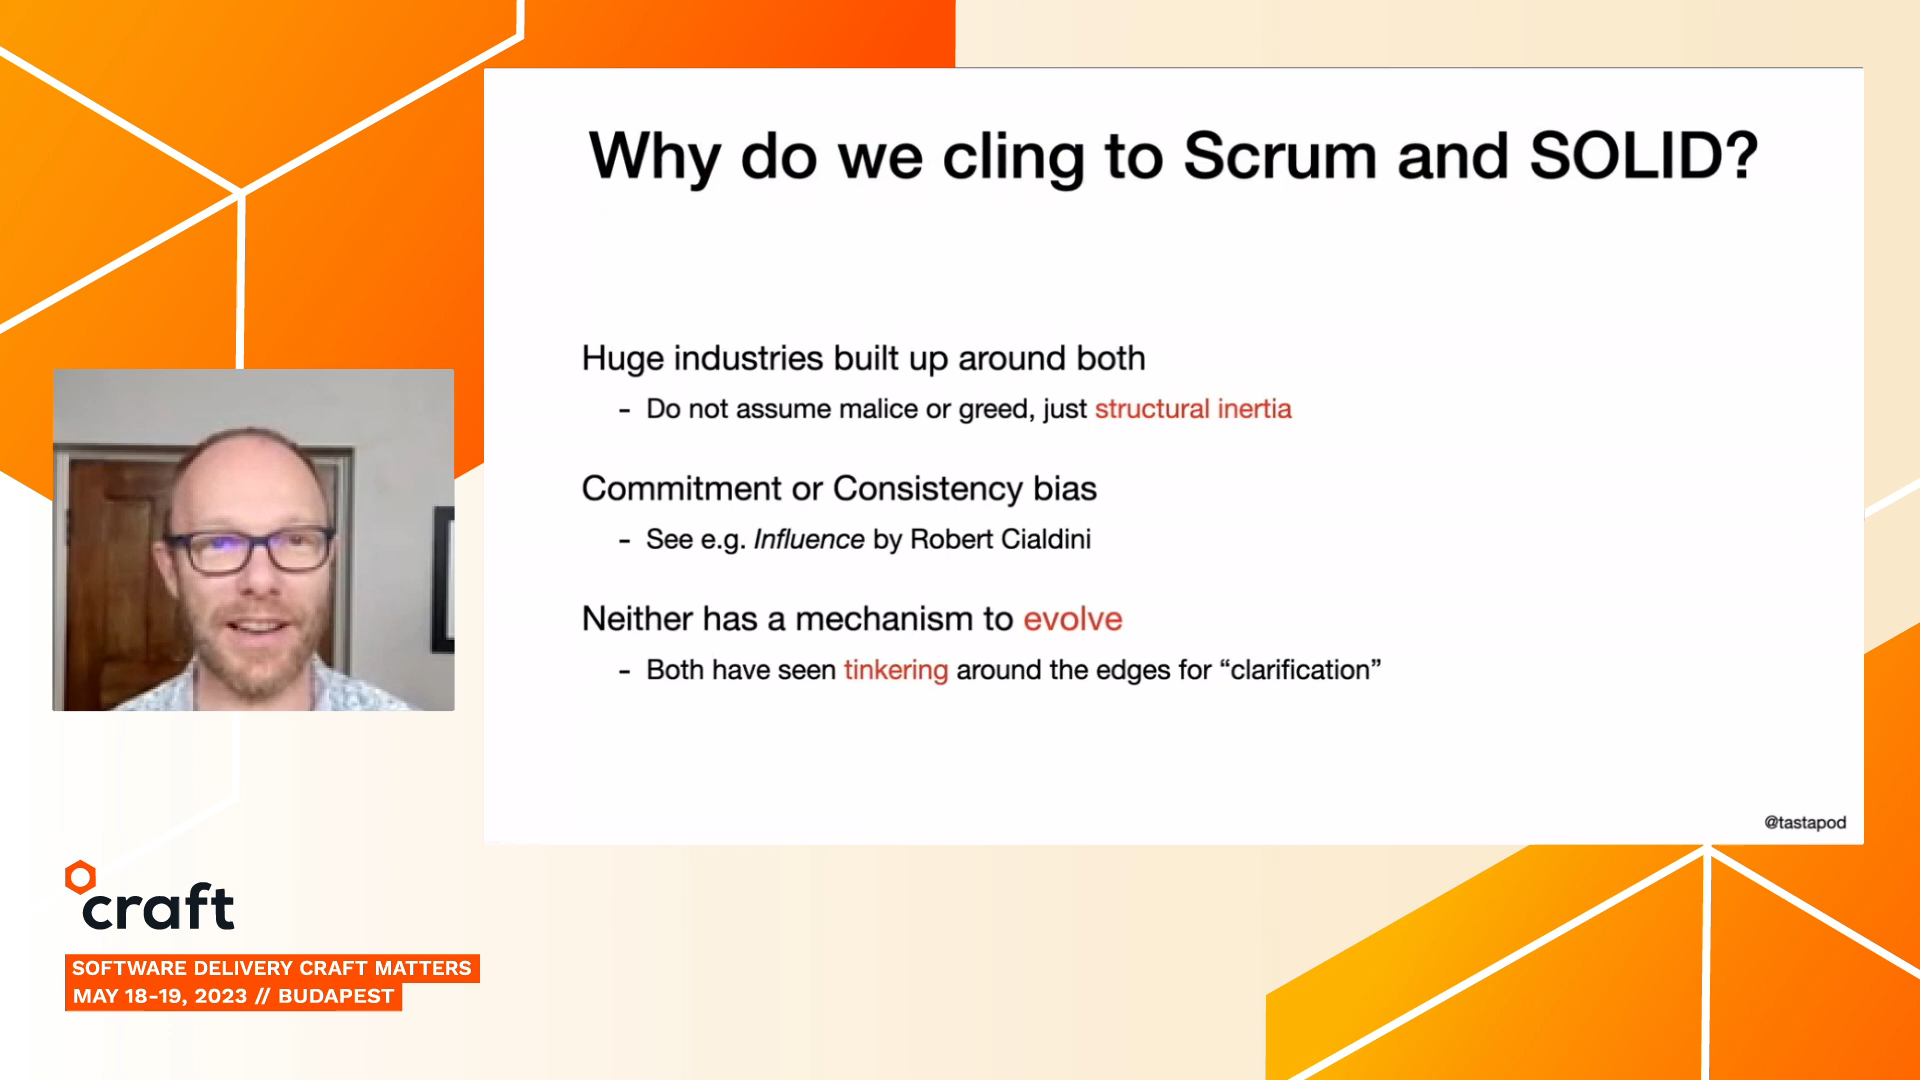 Why do we cling to Scrum and SOLID?
Huge industries built up around both
- Do not assume malice or greed, just structural inertia
Commitment or Consistency bias
- See e.g. Influence by Robert Cialdini
Neither has a mechanism to evolve
- Both have seen tinkering around the edges for “clarification”
@tastapod
craft
SOFTWARE DELIVERY CRAFT MATTERS
MAY 18-19, 2023 // BUDAPEST